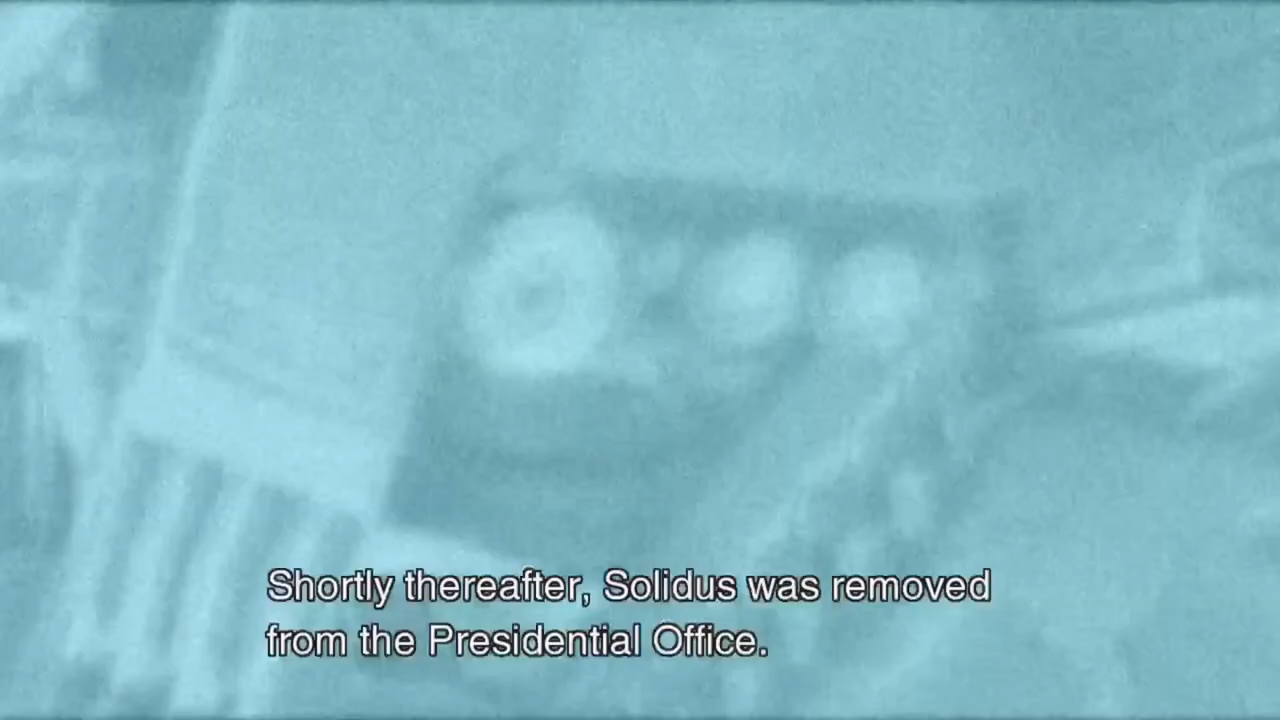 Shortly thereafter, Solidus was removed
from the Presidential Office.